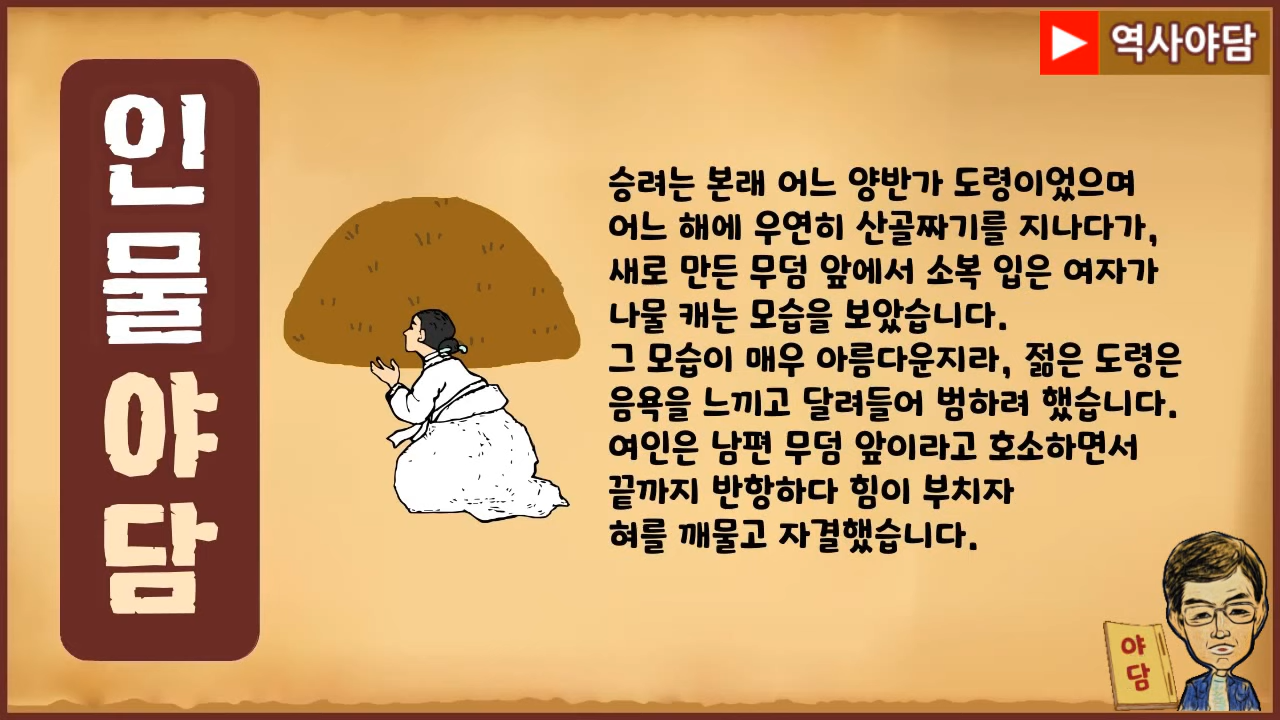 역사야담
인물야담
승려는 본래 어느 양반가 도령이었으며
어느 해에 우연히 산골짜기를 지나다가,
새로 만든 무덤 앞에서 소복 입은 여자가
나물 캐는 모습을 보았습니다.
그 모습이 매우 아름다운지라, 젊은 도령은
음욕을 느끼고 달려들어 범하려 했습니다.
여인은 남편 무덤 앞이라고 호소하면서
끝까지 반항하다 힘이 부치자
혀를 깨물고 자결했습니다.
야담